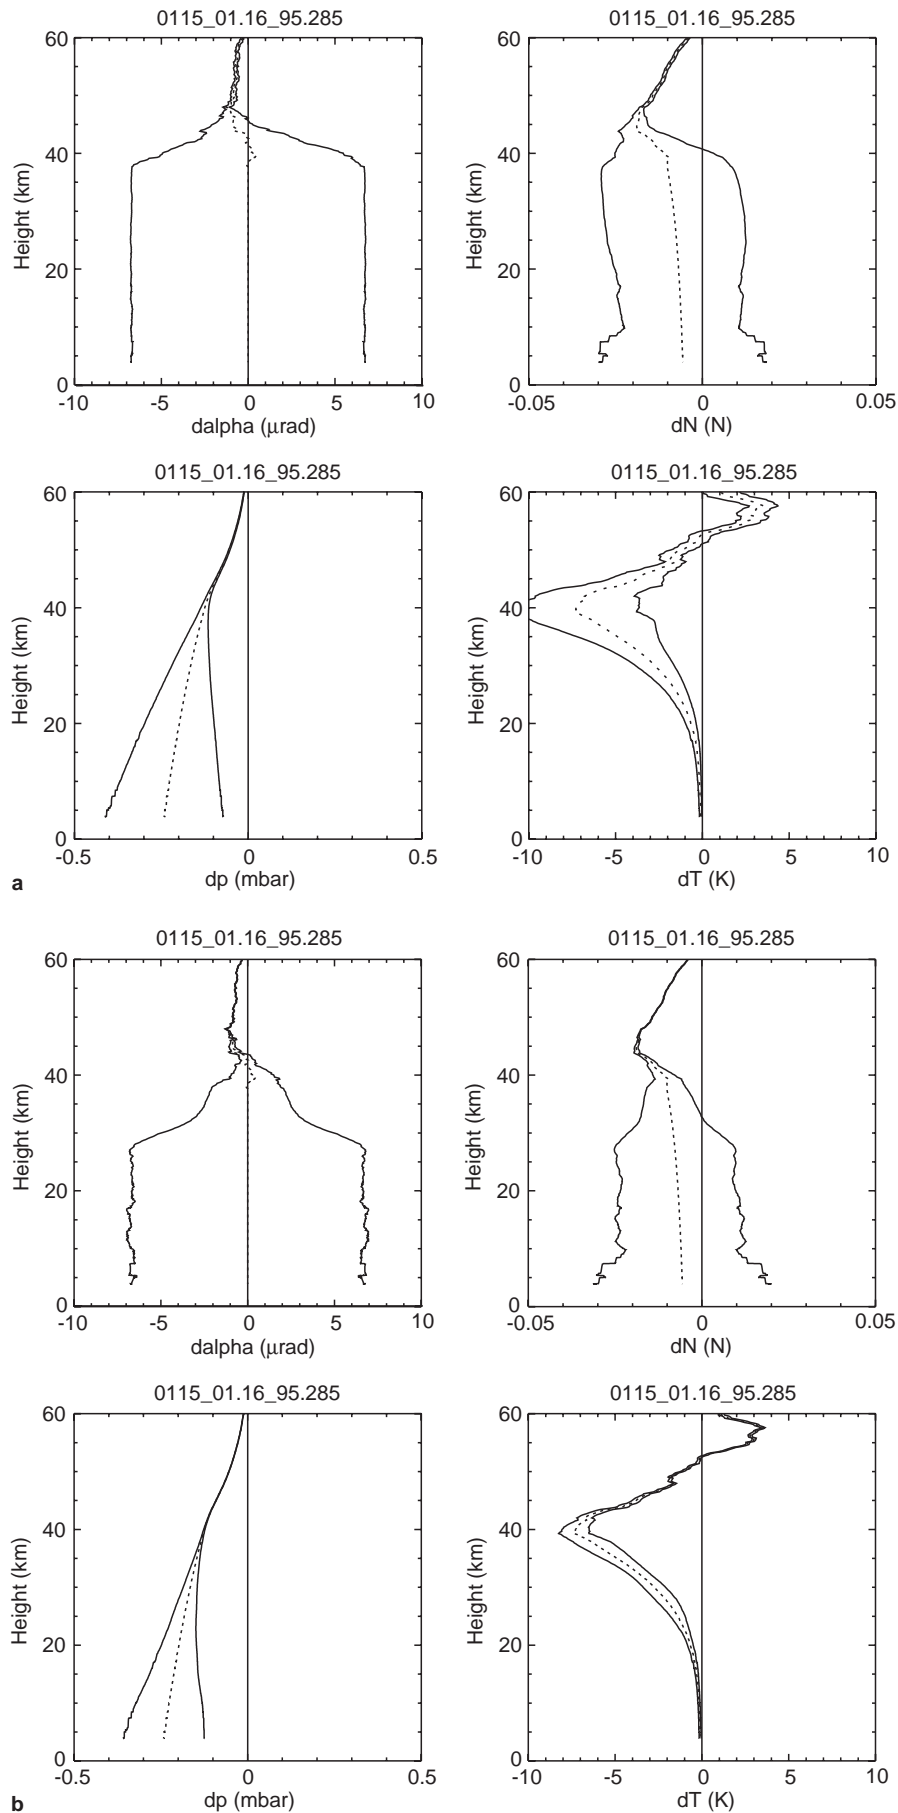 0115_01.16_95.285 0115_01.16_95.285
60 60
40 40
Height (km) Height (km)
20 20
0 0
-10 -5 0 5 10 -0.05 0 0.05
dalpha (μrad) dN (N)
0115_01.16_95.285 0115_01.16_95.285
60 60
40 40
Height (km) Height (km)
20 20
0 0
-0.5 0 0.5 -10 -5 0 5 10
dp (mbar) dT (K)
a
0115_01.16_95.285 0115_01.16_95.285
60 60
40 40
Height (km) Height (km)
20 20
0 0
-10 -5 0 5 10 -0.05 0 0.05
dalpha (μrad) dN (N)
0115_01.16_95.285 0115_01.16_95.285
60 60
40 40
Height (km) Height (km)
20 20
0 0
-0.5 0 0.5 -10 -5 0 5 10
dp (mbar) dT (K)
b